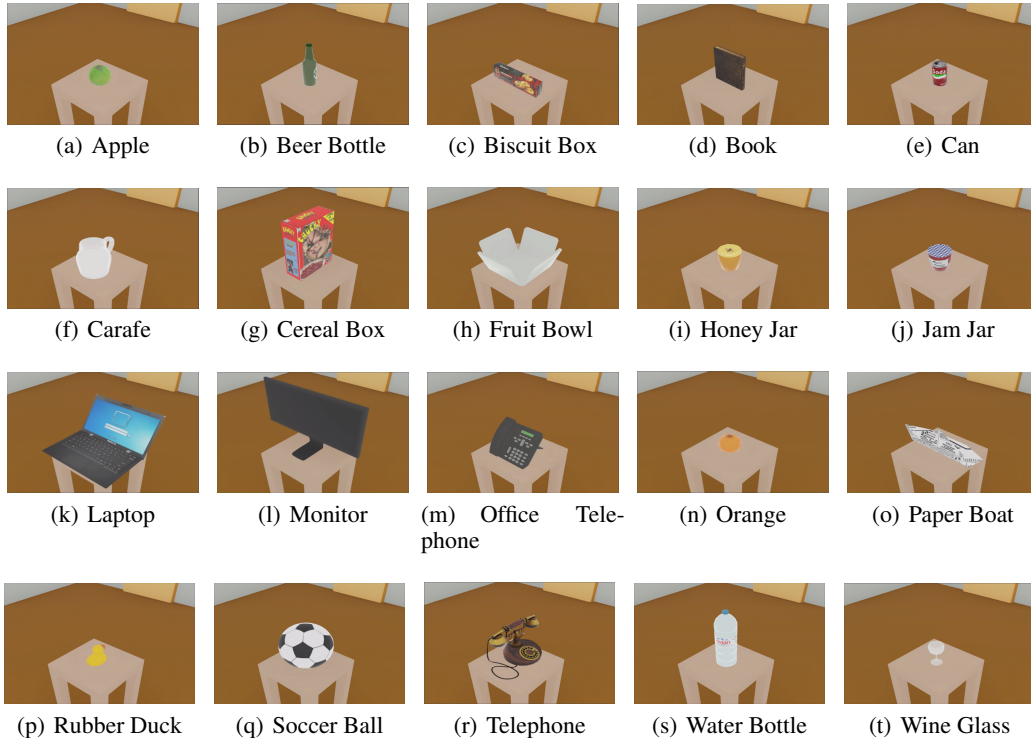 (a) Apple
(b) Beer Bottle
(c) Biscuit Box
(d) Book
(e) Can
(f) Carafe
(g) Cereal Box
(h) Fruit Bowl
(i) Honey Jar
(j) Jam Jar
(k) Laptop
(l) Monitor
(m) Office Tele-
phone
(n) Orange
(o) Paper Boat
(p) Rubber Duck
(q) Soccer Ball
(r) Telephone
(s) Water Bottle
(t) Wine Glass